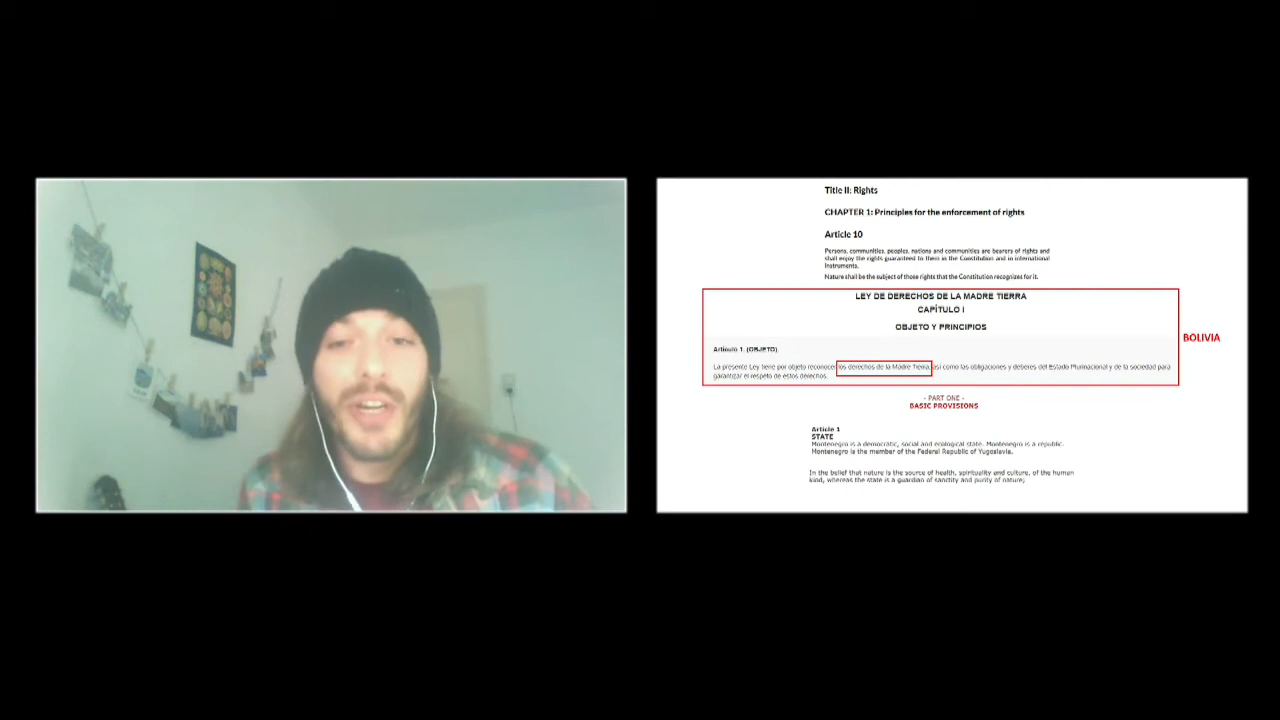 Title II: Rights
CHAPTER 1: Principles for the enforcement of rights
Article 10
Persons, communities, peoples, nations and communities are bearers of rights and
shall enjoy the rights guaranteed to them in the Constitution and in international
instruments.
Nature shall be the subject of those rights that the Constitution recognizes for it.
LEY DE DERECHOS DE LA MADRE TIERRA
CAPÍTULO I
OBJETO Y PRINCIPIOS
BOLIVIA
Artículo 1. (OBJETO).
La presente Ley tiene por objeto reconocer los derechos de la Madre Tierra, así como las obligaciones y deberes del Estado Plurinacional y de la sociedad para
garantizar el respeto de estos derechos.
- PART ONE -
BASIC PROVISIONS
Article 1
STATE
Montenegro is a democratic, social and ecological state. Montenegro is a republic.
Montenegro is the member of the Federal Republic of Yugoslavia.
In the belief that nature is the source of health, spirituality and culture, of the human
kind, whereas the state is a guardian of sanctity and purity of nature;